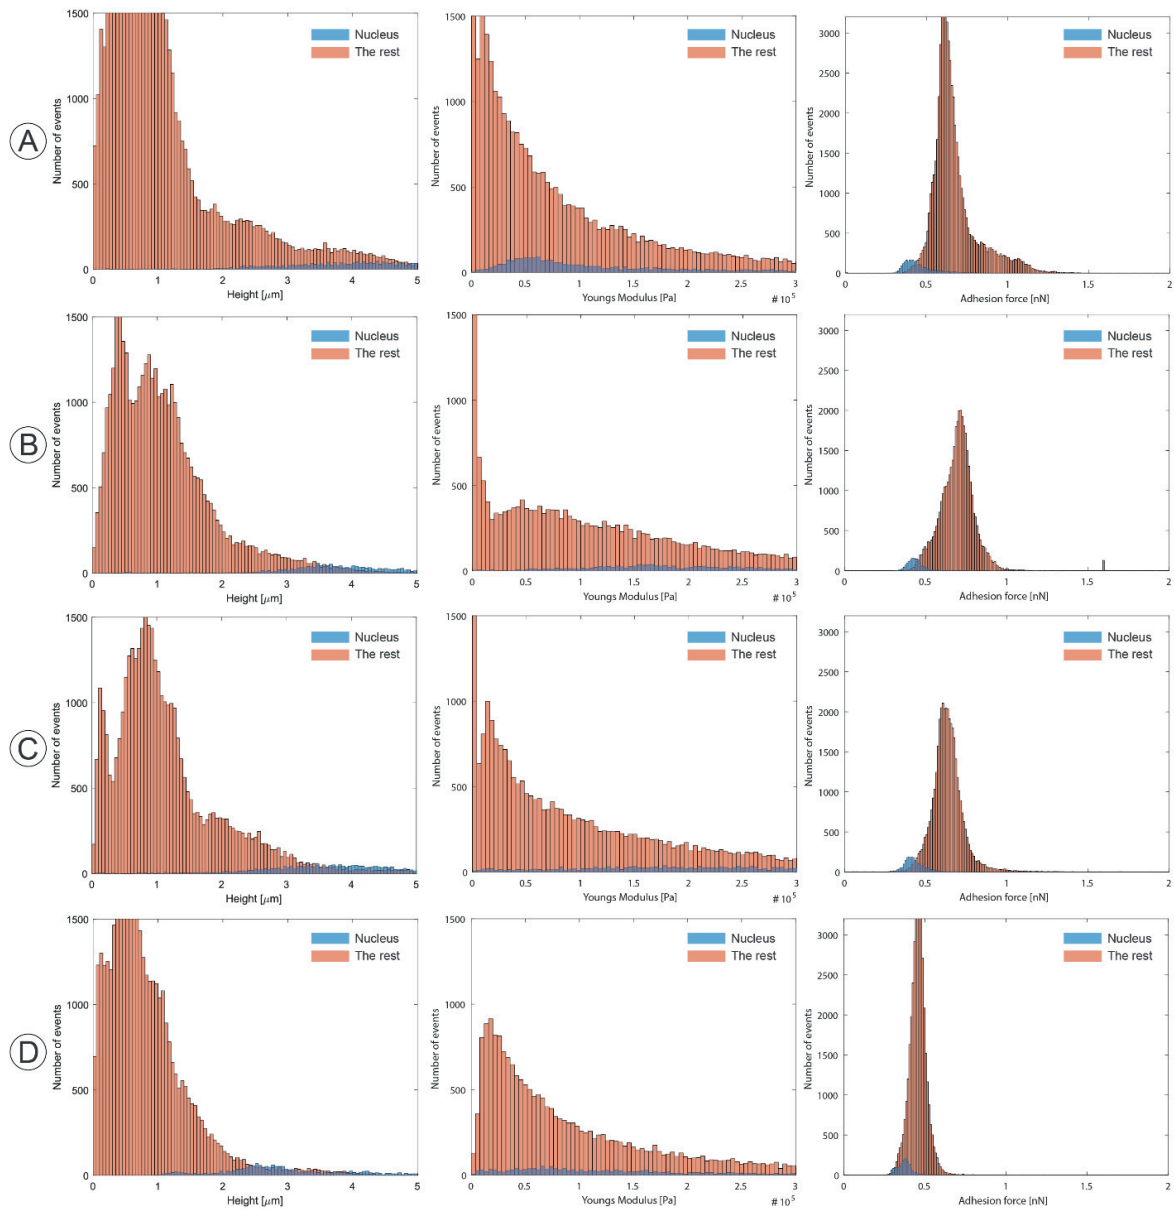 A
1500
1000
500
0
Number of events
0 1 2 3 4 5
Height [μm]
Nucleus
The rest
1500
1000
500
0
Number of events
0 0.5 1 1.5 2 2.5 3
Youngs Modulus [Pa]
# 10⁵
Nucleus
The rest
3000
2500
2000
1500
1000
500
0
Number of events
0 0.5 1 1.5 2
Adhesion force [nN]
Nucleus
The rest
B
1500
1000
500
0
Number of events
0 1 2 3 4 5
Height [μm]
Nucleus
The rest
1500
1000
500
0
Number of events
0 0.5 1 1.5 2 2.5 3
Youngs Modulus [Pa]
# 10⁵
Nucleus
The rest
3000
2500
2000
1500
1000
500
0
Number of events
0 0.5 1 1.5 2
Adhesion force [nN]
Nucleus
The rest
C
1500
1000
500
0
Number of events
0 1 2 3 4 5
Height [μm]
Nucleus
The rest
1500
1000
500
0
Number of events
0 0.5 1 1.5 2 2.5 3
Youngs Modulus [Pa]
# 10⁵
Nucleus
The rest
3000
2500
2000
1500
1000
500
0
Number of events
0 0.5 1 1.5 2
Adhesion force [nN]
Nucleus
The rest
D
1500
1000
500
0
Number of events
0 1 2 3 4 5
Height [μm]
Nucleus
The rest
1500
1000
500
0
Number of events
0 0.5 1 1.5 2 2.5 3
Youngs Modulus [Pa]
# 10⁵
Nucleus
The rest
3000
2500
2000
1500
1000
500
0
Number of events
0 0.5 1 1.5 2
Adhesion force [nN]
Nucleus
The rest